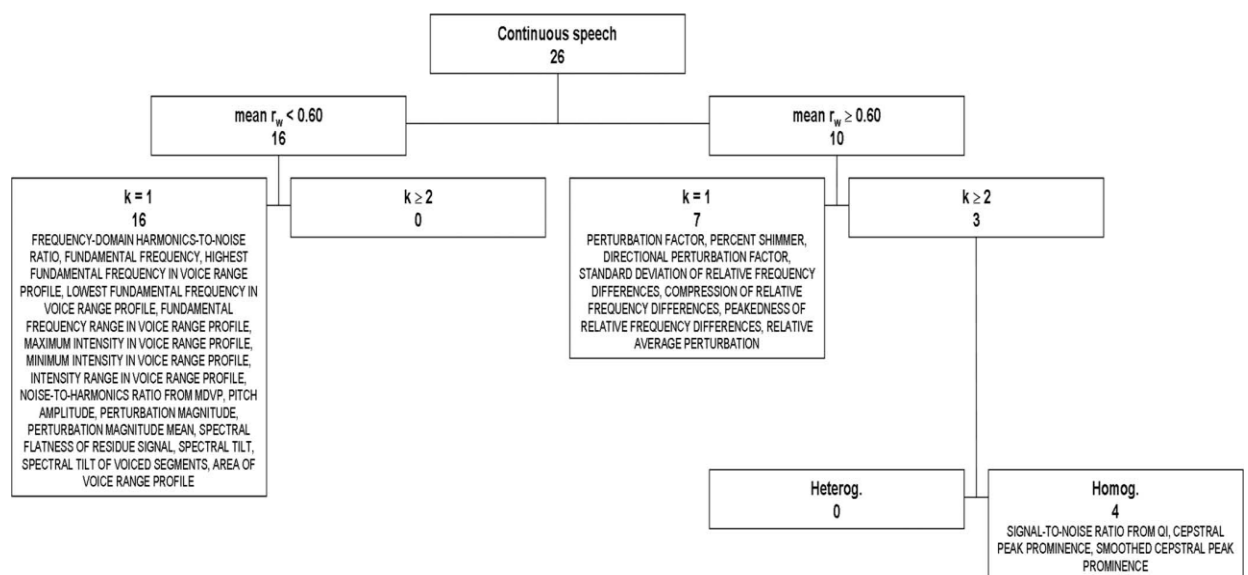 Continuous speech
26
mean rw < 0.60
16
mean rw ≥ 0.60
10
k = 1
16
FREQUENCY-DOMAIN HARMONICS-TO-NOISE
RATIO, FUNDAMENTAL FREQUENCY, HIGHEST
FUNDAMENTAL FREQUENCY IN VOICE RANGE
PROFILE, LOWEST FUNDAMENTAL FREQUENCY IN
VOICE RANGE PROFILE, FUNDAMENTAL
FREQUENCY RANGE IN VOICE RANGE PROFILE,
MAXIMUM INTENSITY IN VOICE RANGE PROFILE,
MINIMUM INTENSITY IN VOICE RANGE PROFILE,
INTENSITY RANGE IN VOICE RANGE PROFILE,
NOISE-TO-HARMONICS RATIO FROM MDVP, PITCH
AMPLITUDE, PERTURBATION MAGNITUDE,
PERTURBATION MAGNITUDE MEAN, SPECTRAL
FLATNESS OF RESIDUE SIGNAL, SPECTRAL TILT,
SPECTRAL TILT OF VOICED SEGMENTS, AREA OF
VOICE RANGE PROFILE
k ≥ 2
0
k = 1
7
PERTURBATION FACTOR, PERCENT SHIMMER,
DIRECTIONAL PERTURBATION FACTOR,
STANDARD DEVIATION OF RELATIVE FREQUENCY
DIFFERENCES, COMPRESSION OF RELATIVE
FREQUENCY DIFFERENCES, PEAKEDNESS OF
RELATIVE FREQUENCY DIFFERENCES, RELATIVE
AVERAGE PERTURBATION
k ≥ 2
3
Heterog.
0
Homog.
4
SIGNAL-TO-NOISE RATIO FROM QI, CEPSTRAL
PEAK PROMINENCE, SMOOTHED CEPSTRAL PEAK
PROMINENCE